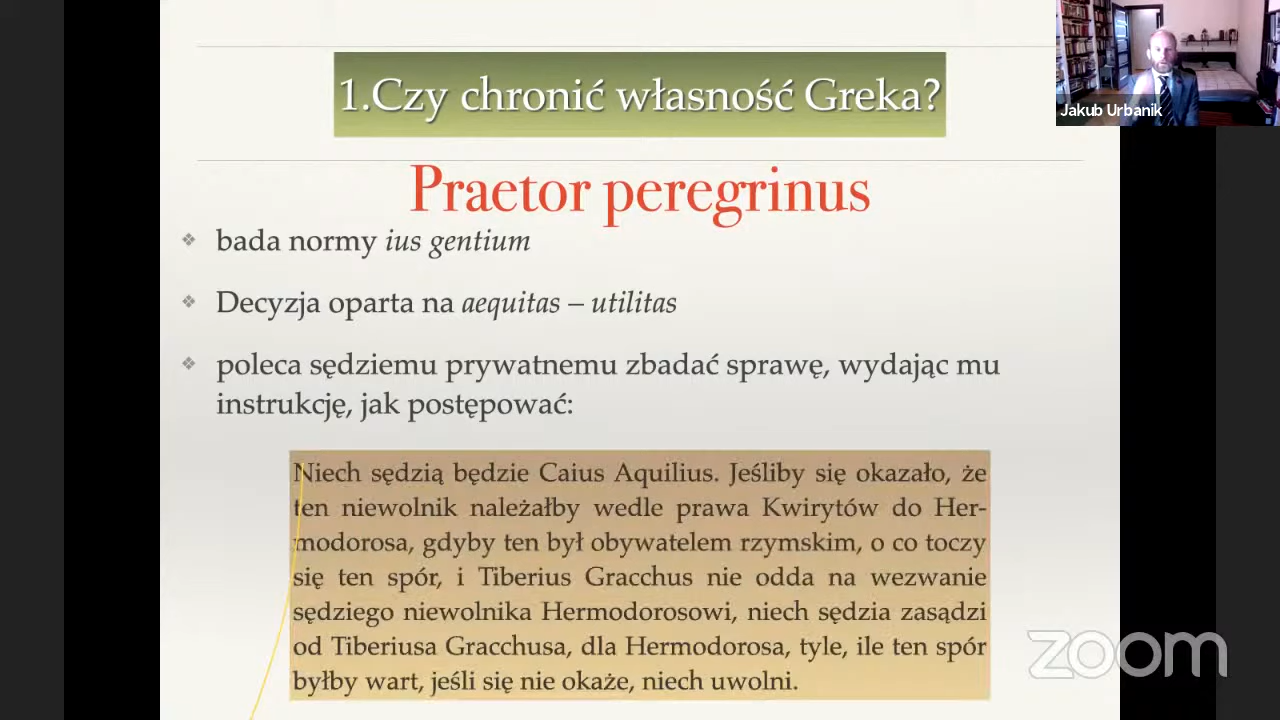 1.Czy chronić własność Greka?
Jakub Urbanik
Praetor peregrinus
❖ bada normy ius gentium
❖ Decyzja oparta na aequitas – utilitas
❖ poleca sędziemu prywatnemu zbadać sprawę, wydając mu
instrukcję, jak postępować:
Niech sędzią będzie Caius Aquilius. Jeśliby się okazało, że
ten niewolnik należałby wedle prawa Kwirytów do Her-
modorosa, gdyby ten był obywatelem rzymskim, o co toczy
się ten spór, i Tiberius Gracchus nie odda na wezwanie
sędziego niewolnika Hermodorosowi, niech sędzia zasądzi
od Tiberiusa Gracchusa, dla Hermodorosa, tyle, ile ten spór
byłby wart, jeśli się nie okaże, niech uwolni.
zoom